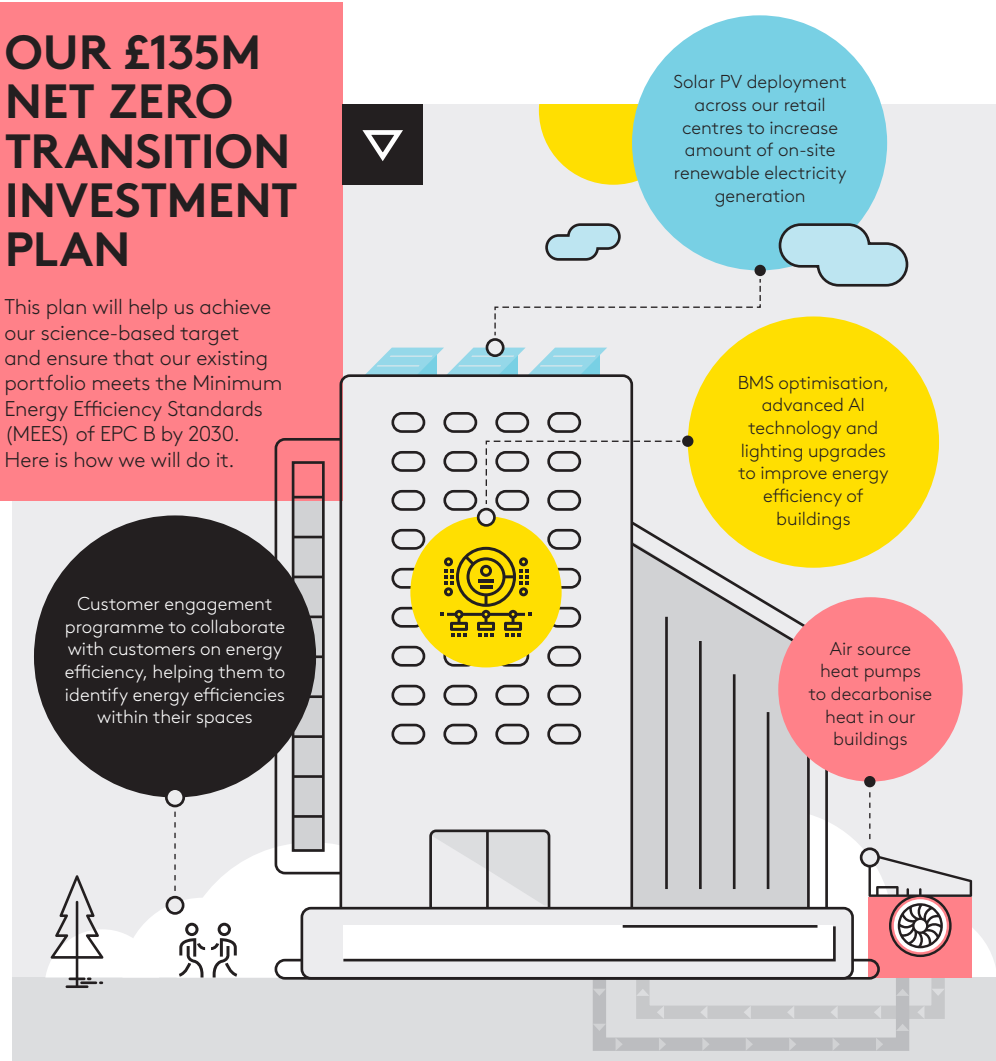 OUR £135M
NET ZERO
TRANSITION
INVESTMENT
PLAN
This plan will help us achieve
our science-based target
and ensure that our existing
portfolio meets the Minimum
Energy Efficiency Standards
(MEES) of EPC B by 2030.
Here is how we will do it.
Solar PV deployment
across our retail
centres to increase
amount of on-site
renewable electricity
generation
BMS optimisation,
advanced AI
technology and
lighting upgrades
to improve energy
efficiency of
buildings
Customer engagement
programme to collaborate
with customers on energy
efficiency, helping them to
identify energy efficiencies
within their spaces
Air source
heat pumps
to decarbonise
heat in our
buildings